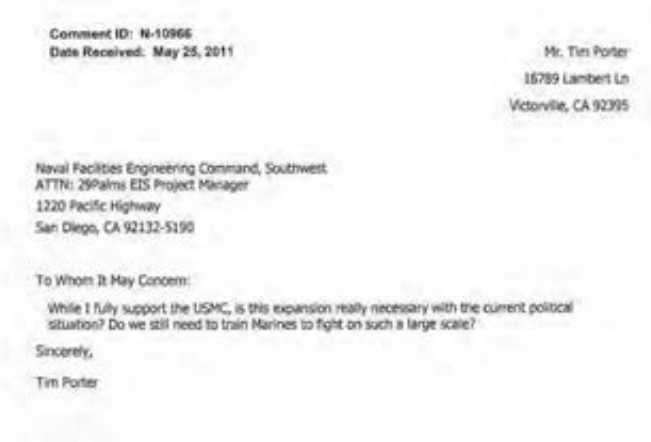 Comment ID: N-10966
Date Received: May 25, 2011
Mr. Tim Porter
16789 Lambert Ln
Victorville, CA 92395
Naval Facilities Engineering Command, Southwest
ATTN: 29Palms EIS Project Manager
1220 Pacific Highway
San Diego, CA 92132-5190
To Whom It May Concern:
While I fully support the USMC, is this expansion really necessary with the current political
situation? Do we still need to train Marines to fight on such a large scale?
Sincerely,
Tim Porter